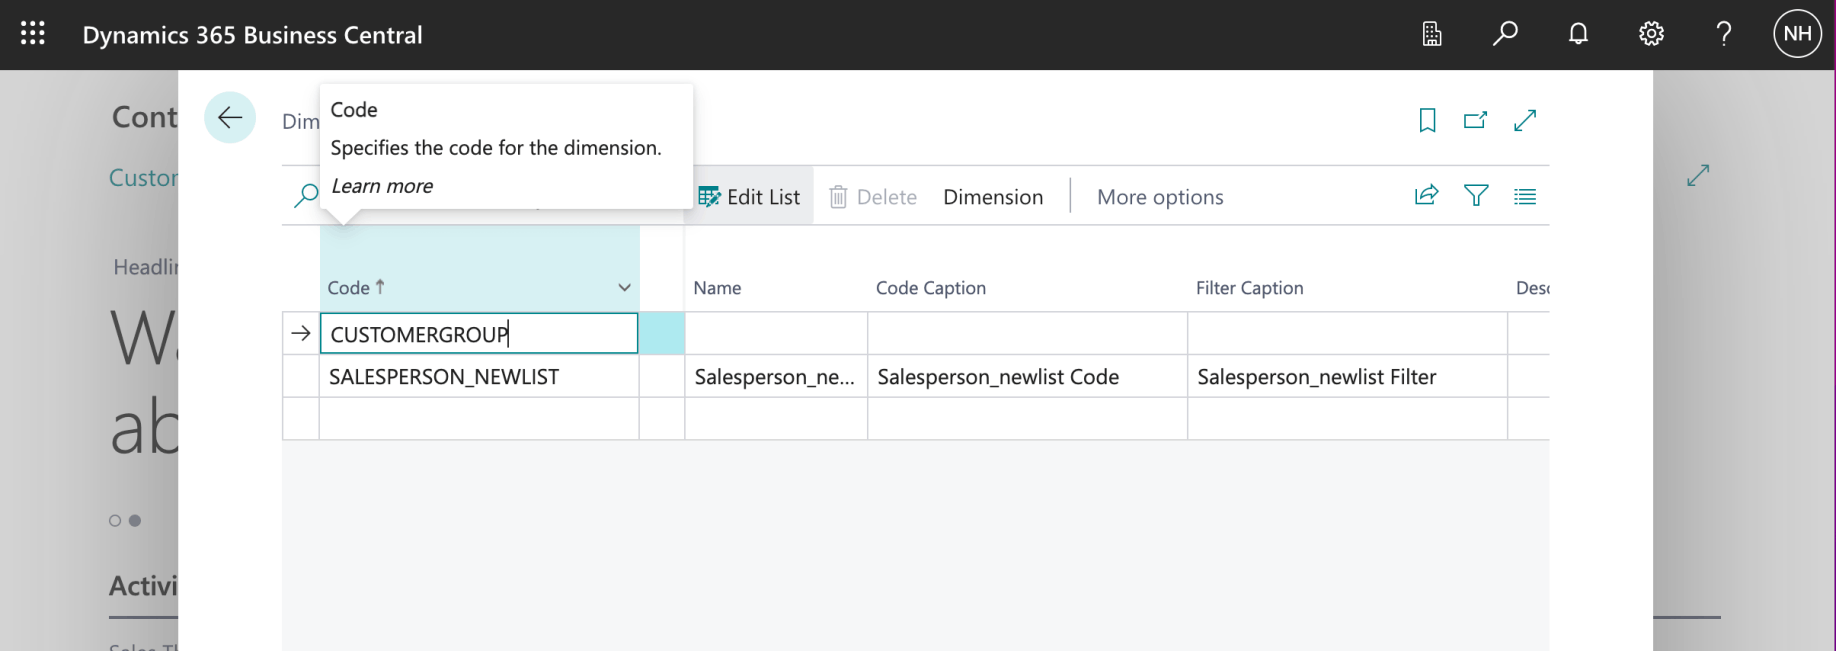 Dynamics 365 Business Central
NH
Cont
Dim
Code
Specifies the code for the dimension.
Learn more
Custor
Edit List
Delete
Dimension
More options
Headlin
Code ↑
Name
Code Caption
Filter Caption
Desc
Wa
→ CUSTOMERGROUP
SALESPERSON_NEWLIST
Salesperson_ne...
Salesperson_newlist Code
Salesperson_newlist Filter
ab
Activi